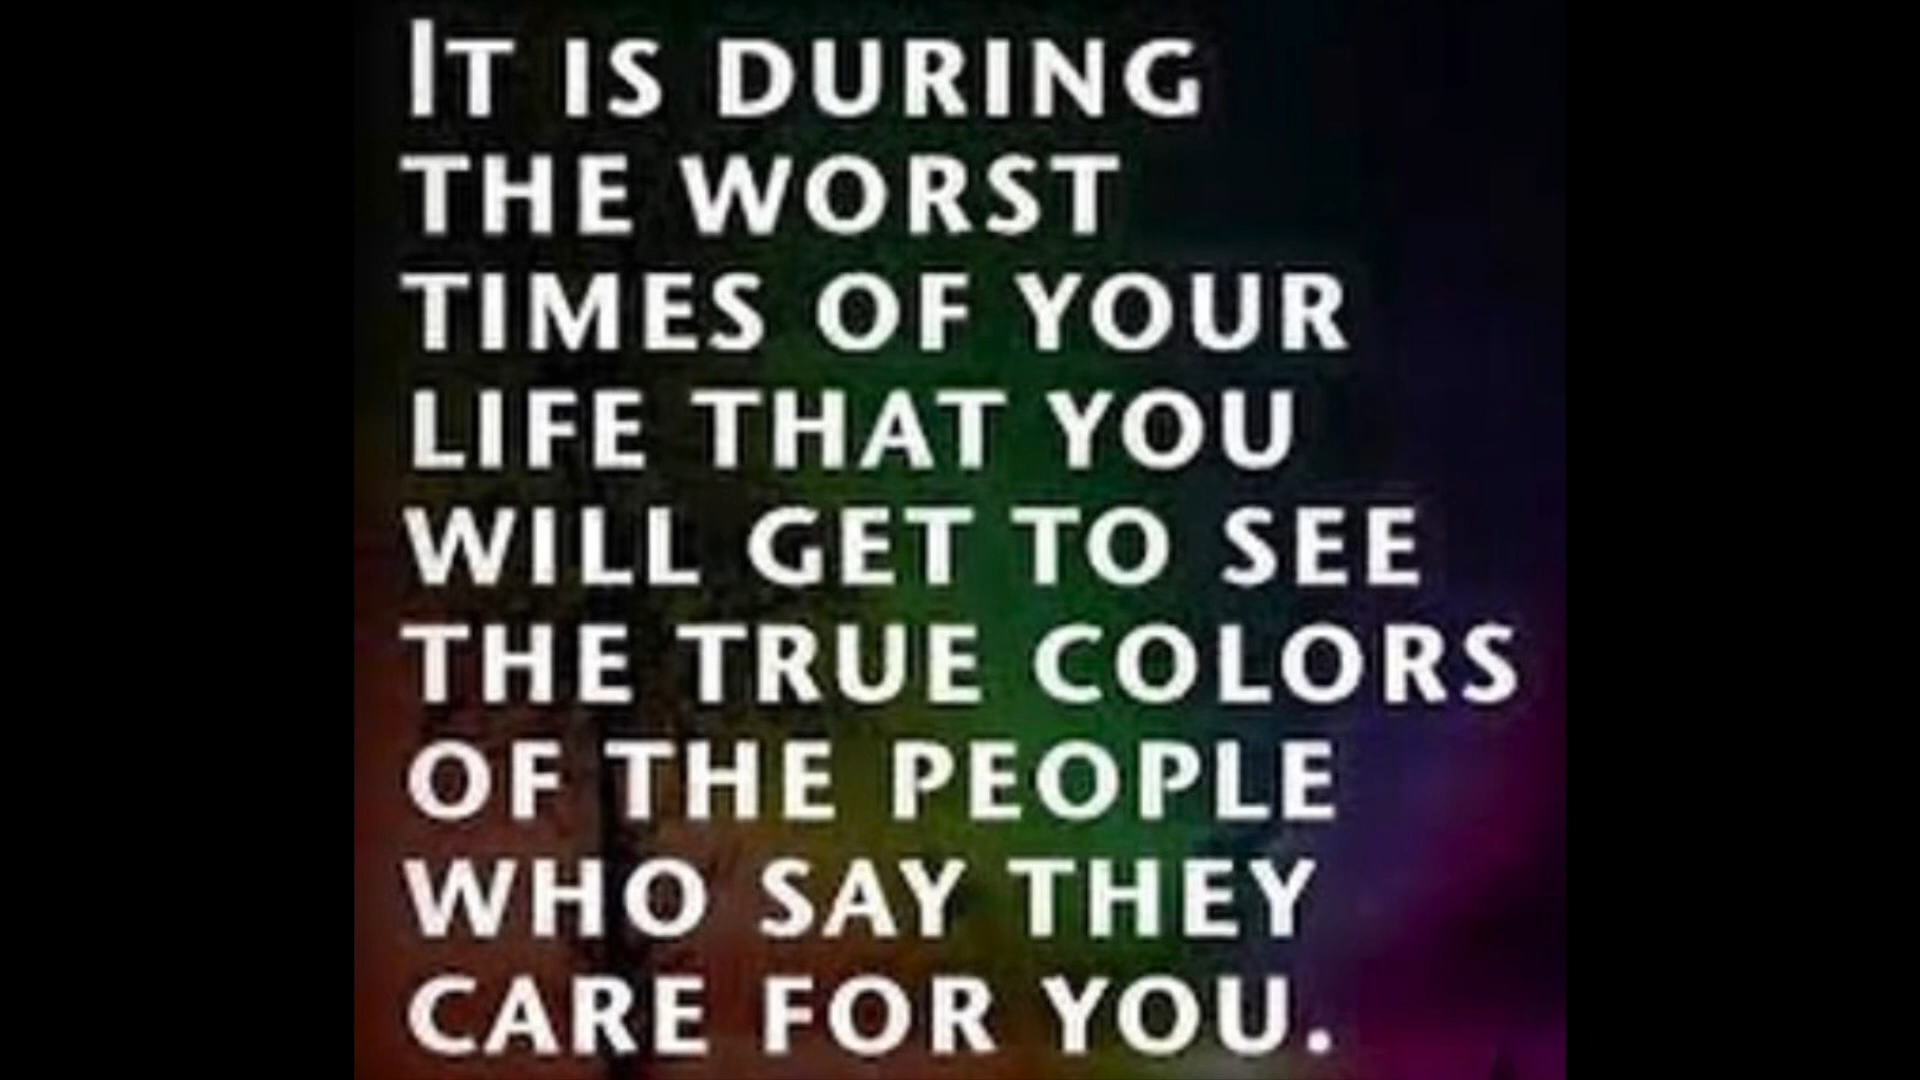 IT IS DURING
THE WORST
TIMES OF YOUR
LIFE THAT YOU
WILL GET TO SEE
THE TRUE COLORS
OF THE PEOPLE
WHO SAY THEY
CARE FOR YOU.